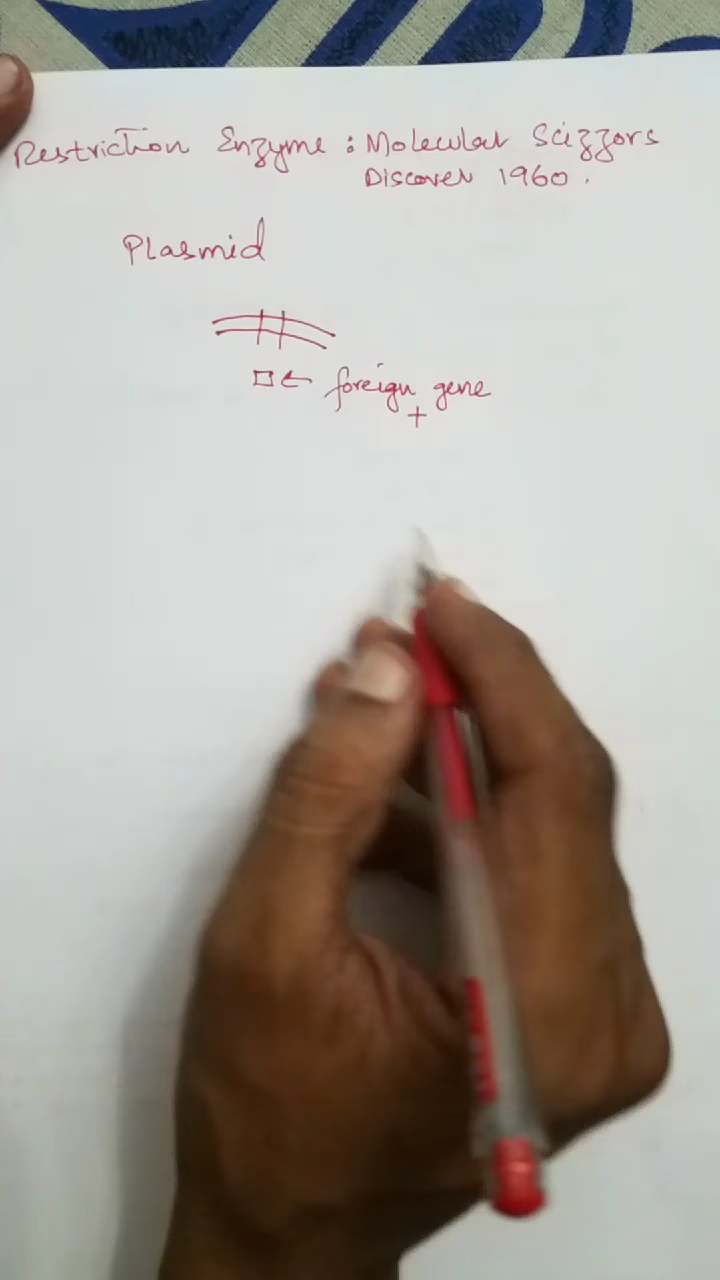 Restriction Enzyme : Molecular Scizzors
Discover 1960.
Plasmid
foreign gene
+